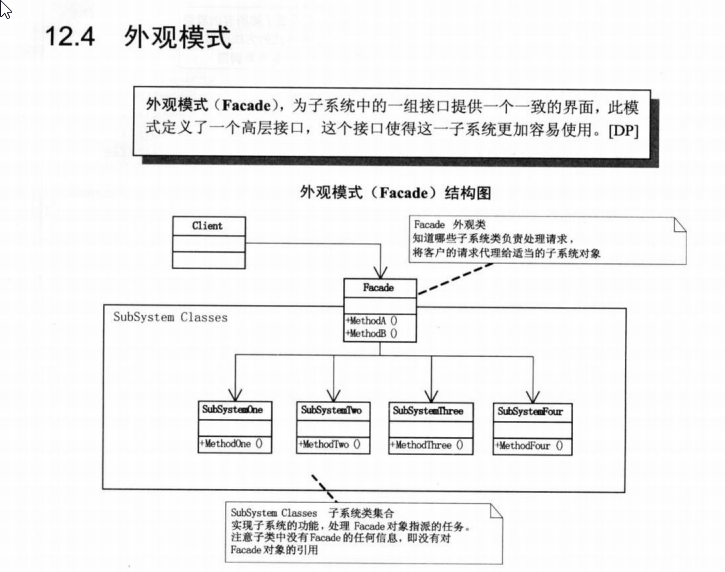 12.4 外观模式
外观模式（Facade），为子系统中的一组接口提供一个一致的界面，此模
式定义了一个高层接口，这个接口使得这一子系统更加容易使用。[DP]
外观模式（Facade）结构图
Client
Facade 外观类
知道哪些子系统类负责处理请求，
将客户的请求代理给适当的子系统对象
Facade
+MethodA ()
+MethodB ()
SubSystem Classes
SubSystemOne
+MethodOne ()
SubSystemTwo
+MethodTwo ()
SubSystemThree
+MethodThree ()
SubSystemFour
+MethodFour ()
SubSystem Classes 子系统类集合
实现子系统的功能，处理 Facade对象指派的任务。
注意子类中没有Facade的任何信息，即没有对
Facade对象的引用